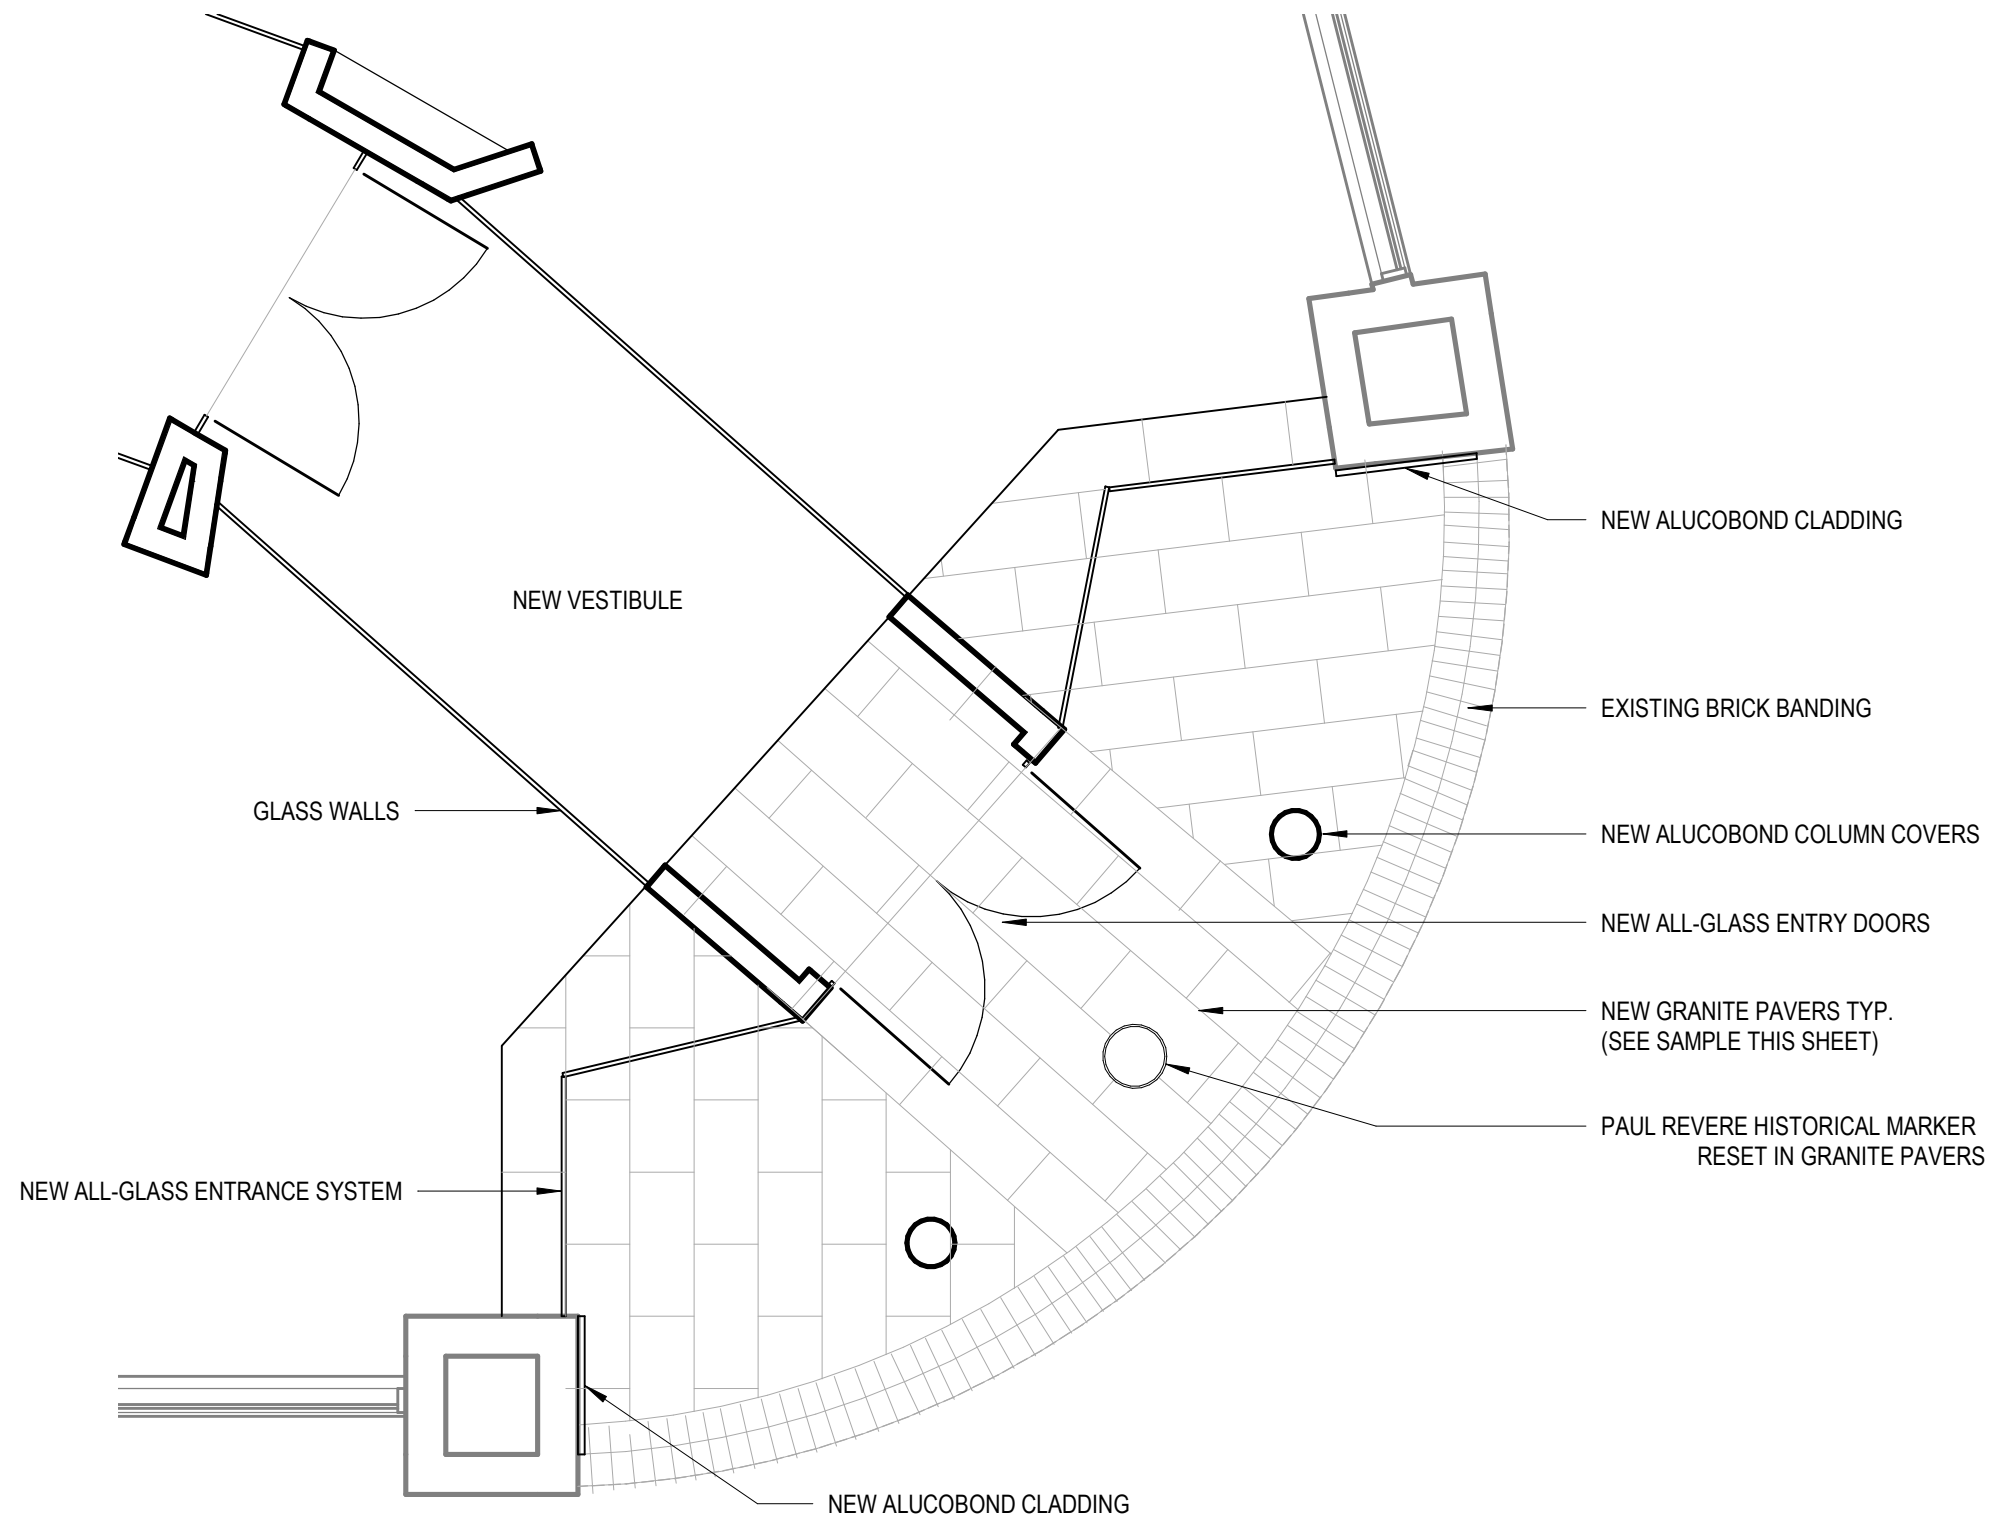 NEW ALUCOBOND CLADDING
NEW VESTIBULE
EXISTING BRICK BANDING
GLASS WALLS
NEW ALUCOBOND COLUMN COVERS
NEW ALL-GLASS ENTRY DOORS
NEW GRANITE PAVERS TYP.
(SEE SAMPLE THIS SHEET)
PAUL REVERE HISTORICAL MARKER
RESET IN GRANITE PAVERS
NEW ALL-GLASS ENTRANCE SYSTEM
NEW ALUCOBOND CLADDING